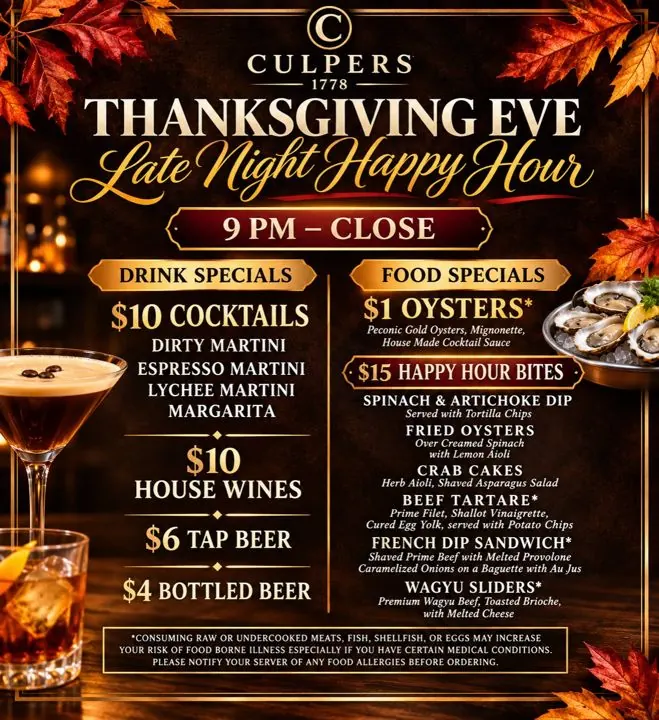 C
CULPERS
1778
THANKSGIVING EVE
Late Night Happy Hour
9 PM – CLOSE
DRINK SPECIALS
$10 COCKTAILS
DIRTY MARTINI
ESPRESSO MARTINI
LYCHEE MARTINI
MARGARITA
$10
HOUSE WINES
$6 TAP BEER
$4 BOTTLED BEER
FOOD SPECIALS
$1 OYSTERS*
Peconic Gold Oysters, Mignonette,
House Made Cocktail Sauce
$15 HAPPY HOUR BITES
SPINACH & ARTICHOKE DIP
Served with Tortilla Chips
FRIED OYSTERS
Over Creamed Spinach
with Lemon Aioli
CRAB CAKES
Herb Aioli, Shaved Asparagus Salad
BEEF TARTARE*
Prime Filet, Shallot Vinaigrette,
Cured Egg Yolk, served with Potato Chips
FRENCH DIP SANDWICH*
Shaved Prime Beef with Melted Provolone
Caramelized Onions on a Baguette with Au Jus
WAGYU SLIDERS*
Premium Wagyu Beef, Toasted Brioche,
with Melted Cheese
*CONSUMING RAW OR UNDERCOOKED MEATS, FISH, SHELLFISH, OR EGGS MAY INCREASE
YOUR RISK OF FOOD BORNE ILLNESS ESPECIALLY IF YOU HAVE CERTAIN MEDICAL CONDITIONS.
PLEASE NOTIFY YOUR SERVER OF ANY FOOD ALLERGIES BEFORE ORDERING.